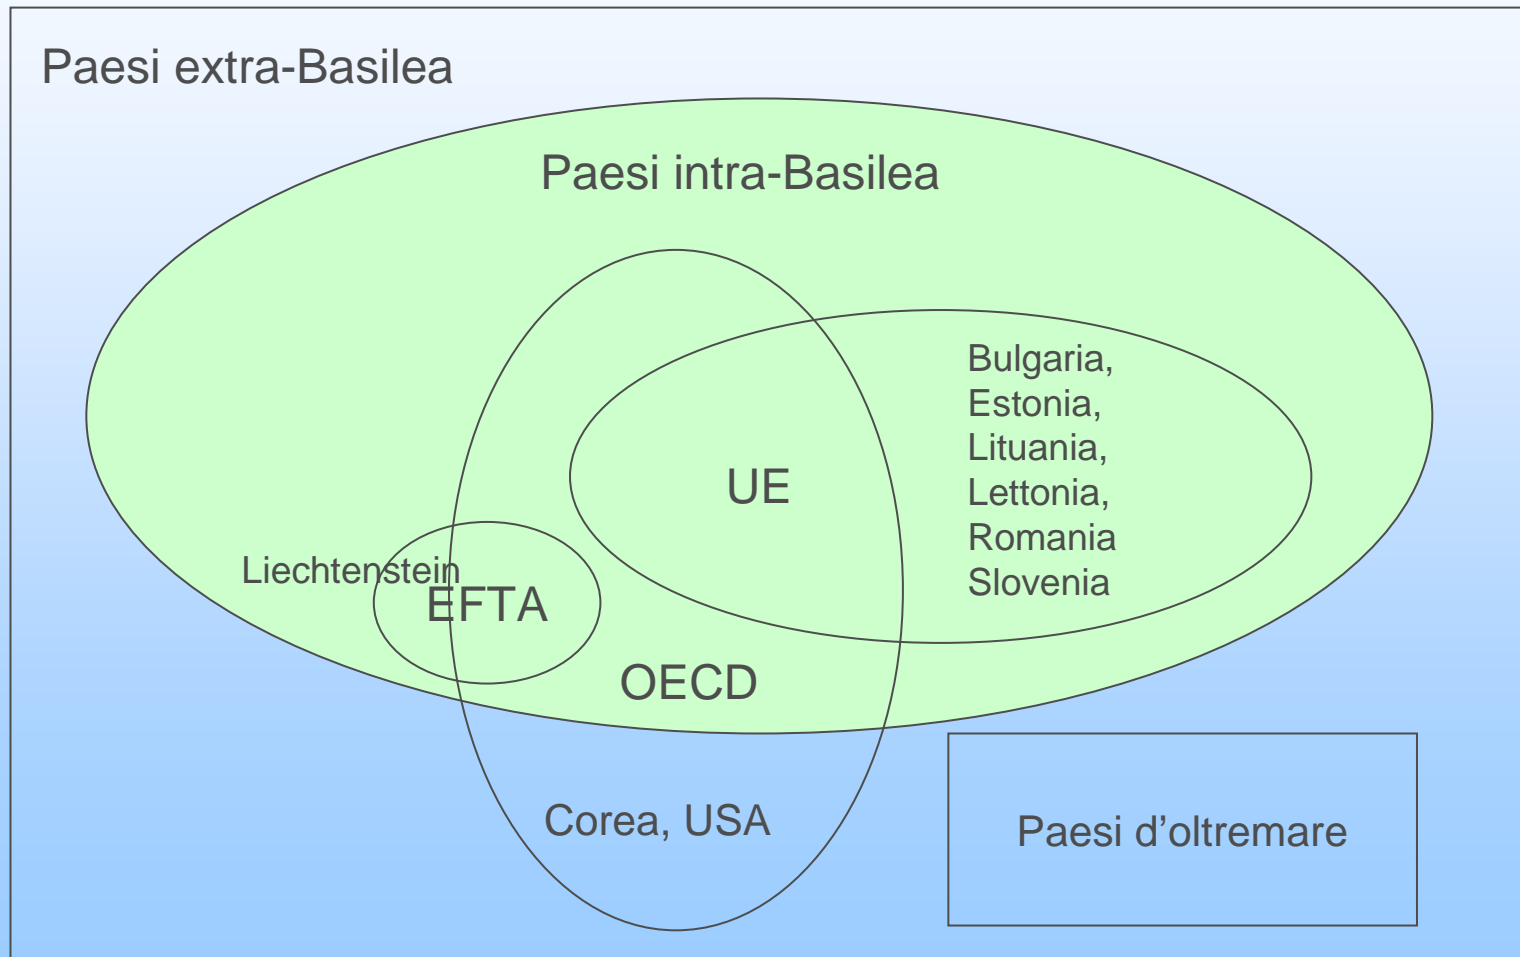 Paesi extra-Basilea
Paesi intra-Basilea
Bulgaria,
Estonia,
Lituania,
Lettonia,
Romania
Slovenia
UE
Liechtenstein
EFTA
OECD
Corea, USA
Paesi d’oltremare